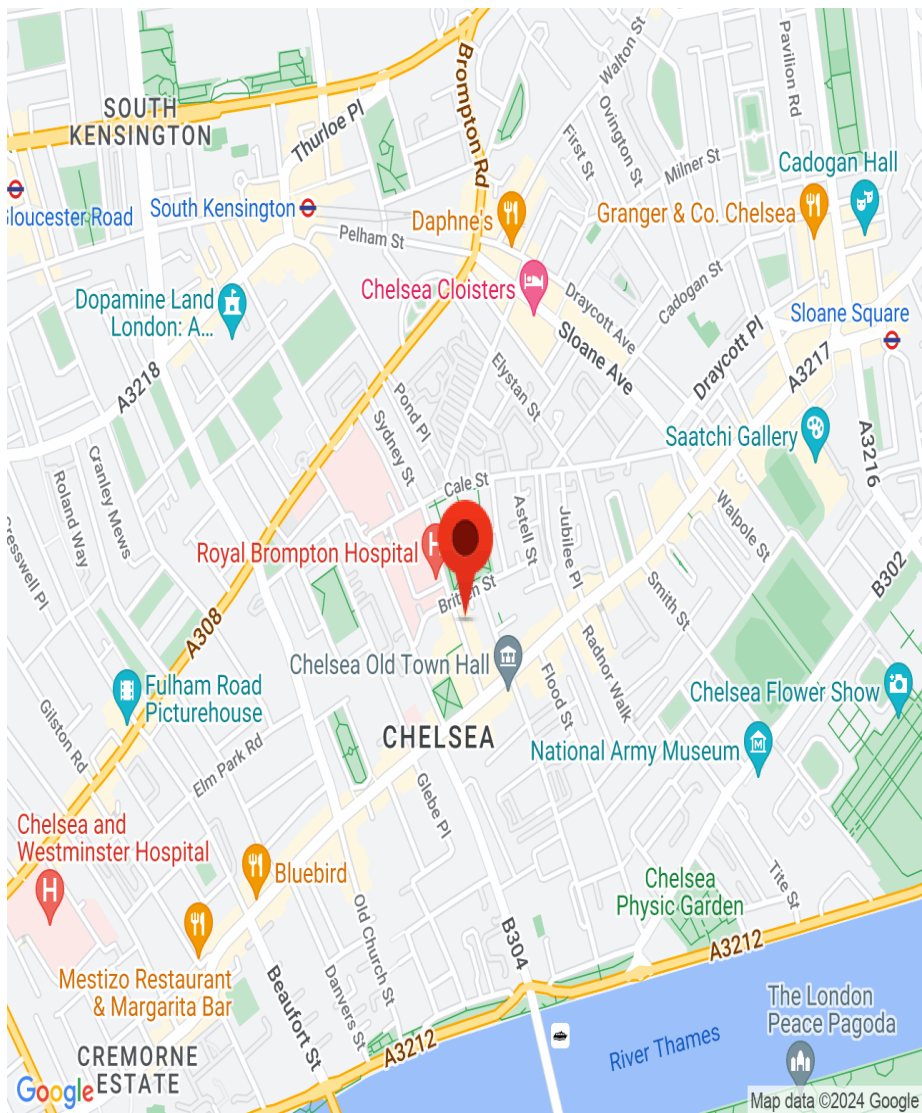 Brompton Rd
Walton St
Pavilion Rd
SOUTH
KENSINGTON
Thurloe Pl
Ovington St
First St
Milner St
Cadogan Hall
Gloucester Road
South Kensington
Daphne's
Granger & Co. Chelsea
Pelham St
Chelsea Cloisters
Draycott Ave
Cadogan St
Dopamine Land
London: A...
Sloane Square
Sloane Ave
Draycott Pl
A3217
A3218
Elystan St
Pond Pl
Sydney St
Saatchi Gallery
A3216
Cranley Mews
Roland Way
Cale St
Astell St
Jubilee Pl
Walpole St
Cresswell Pl
Royal Brompton Hospital
H
Britten St
Smith St
B302
A308
Chelsea Old Town Hall
Radnor Walk
Flood St
Fulham Road
Picturehouse
Chelsea Flower Show
Gilston Rd
CHELSEA
National Army Museum
M
Elm Park Rd
Glebe Pl
Chelsea and
Westminster Hospital
H
Bluebird
Chelsea
Physic Garden
Tite St
Old Church St
B304
A3212
Mestizo Restaurant
& Margarita Bar
Beaufort St
Danvers St
The London
Peace Pagoda
River Thames
A3212
CREMORNE
ESTATE
Google
Map data ©2024 Google